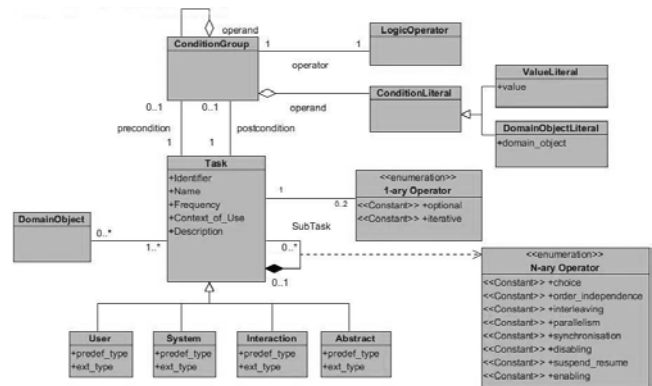 operand
ConditionGroup
1
1
LogicOperator
operator
ValueLiteral
+value
ConditionLiteral
operand
0..1
0..1
DomainObjectLiteral
+domain_object
precondition
postcondition
1
1
Task
+Identifier
+Name
+Frequency
+Context_of_Use
+Description
<<enumeration>>
1-ary Operator
<<Constant>> +optional
<<Constant>> +iterative
1
0..2
DomainObject
0..*
1..*
SubTask
0..*
0..1
<<enumeration>>
N-ary Operator
<<Constant>> +choice
<<Constant>> +order_independence
<<Constant>> +interleaving
<<Constant>> +parallelism
<<Constant>> +synchronisation
<<Constant>> +disabling
<<Constant>> +suspend_resume
<<Constant>> +enabling
User
+predef_type
+ext_type
System
+predef_type
+ext_type
Interaction
+predef_type
+ext_type
Abstract
+predef_type
+ext_type